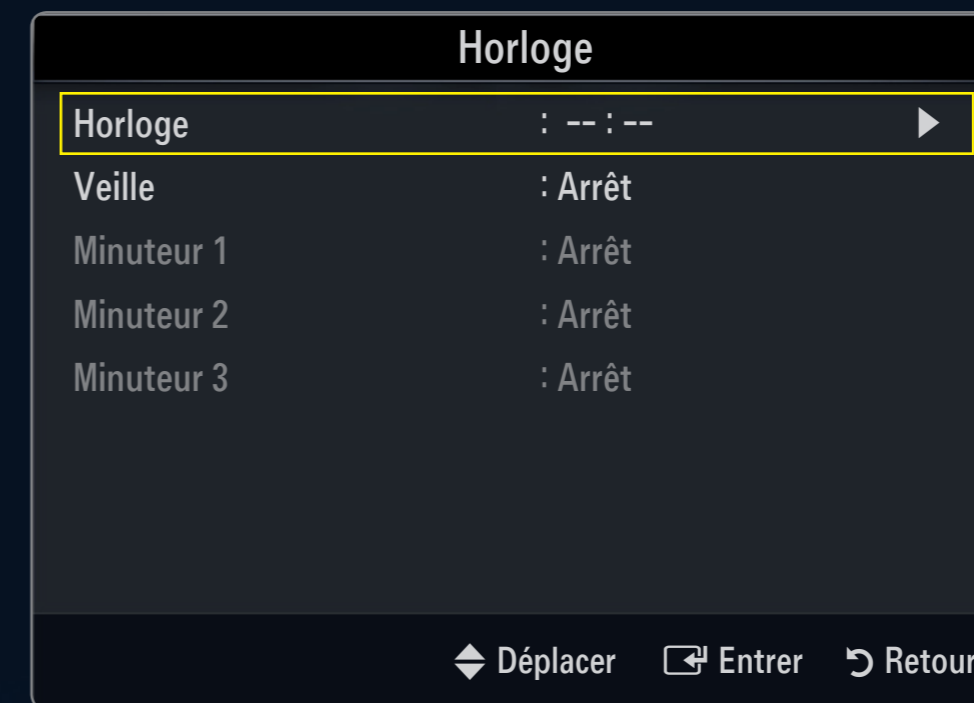 Horloge
Horloge : -- : --
Veille : Arrêt
Minuteur 1 : Arrêt
Minuteur 2 : Arrêt
Minuteur 3 : Arrêt
Déplacer Entrer Retour